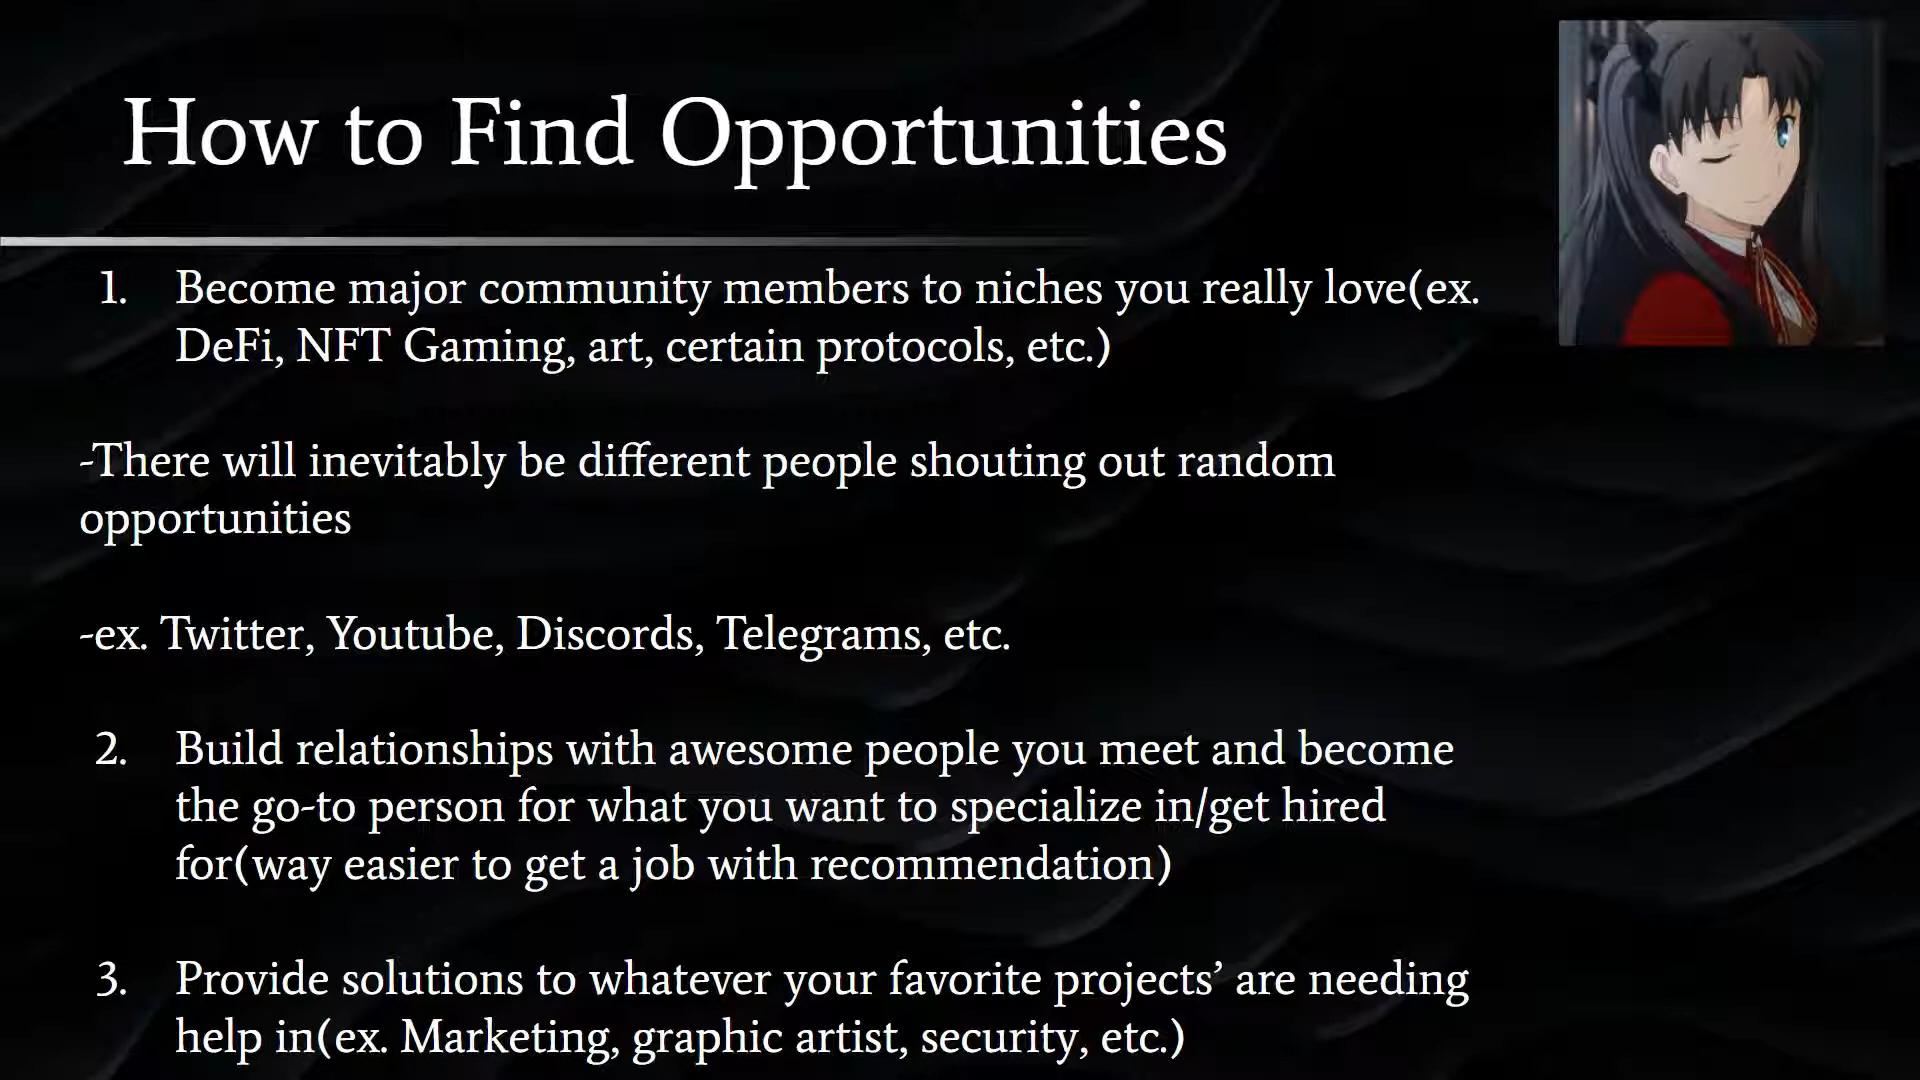 How to Find Opportunities
1. Become major community members to niches you really love(ex.
DeFi, NFT Gaming, art, certain protocols, etc.)
-There will inevitably be different people shouting out random
opportunities
-ex. Twitter, Youtube, Discords, Telegrams, etc.
2. Build relationships with awesome people you meet and become
the go-to person for what you want to specialize in/get hired
for(way easier to get a job with recommendation)
3. Provide solutions to whatever your favorite projects’ are needing
help in(ex. Marketing, graphic artist, security, etc.)